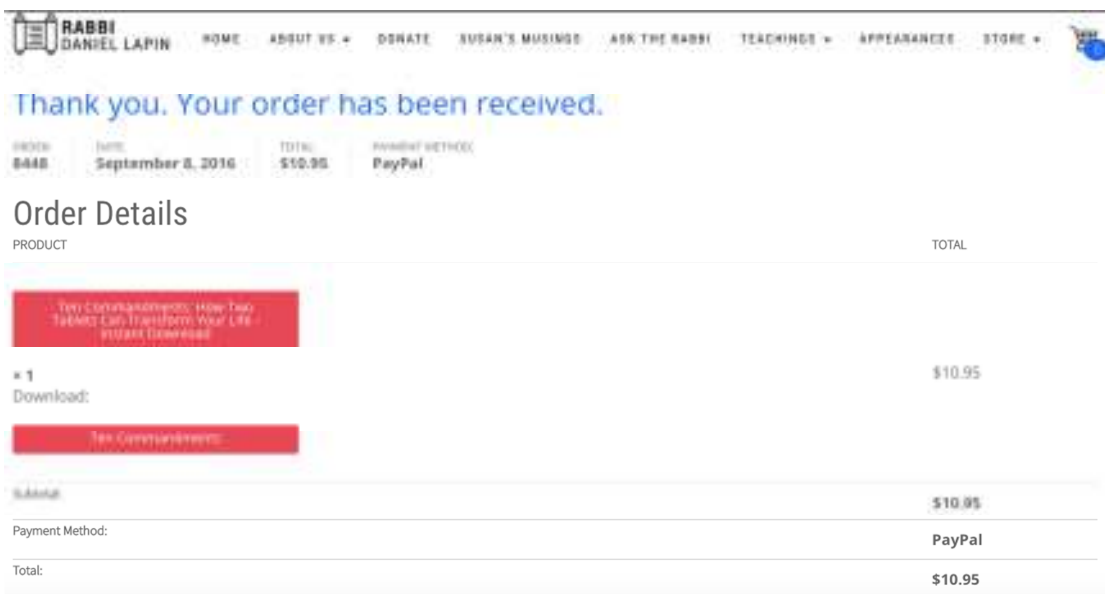 RABBI
DANIEL LAPIN
HOME ABOUT US DONATE SUSAN'S MUSINGS ASK THE RABBI TEACHINGS APPEARANCES STORE
Thank you. Your order has been received.
ORDER: DATE: TOTAL: PAYMENT METHOD:
8448 September 8, 2016 $10.95 PayPal
Order Details
PRODUCT TOTAL
Ten Commandments: How Two
Tablets Can Transform Your Life -
Instant Download
× 1 $10.95
Download:
Ten Commandments
Subtotal: $10.95
Payment Method: PayPal
Total: $10.95